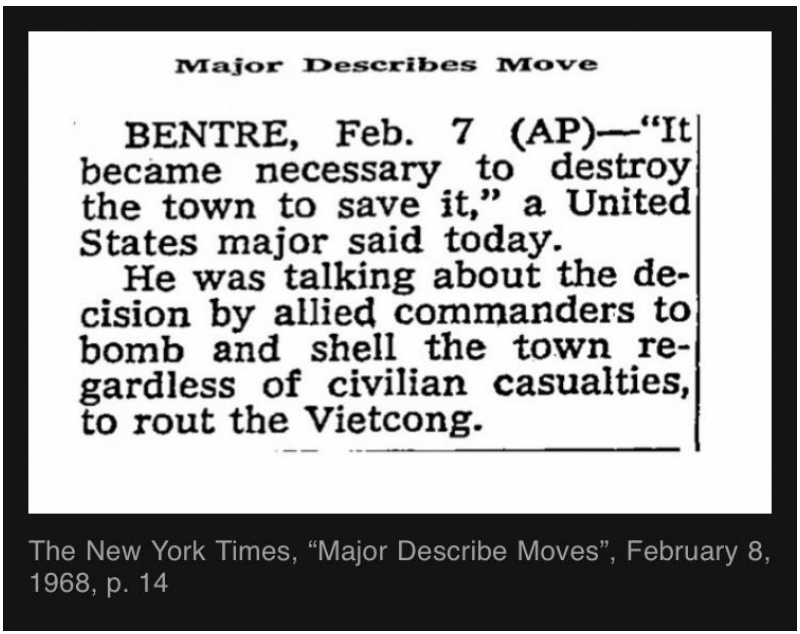 Major Describes Move
BENTRE, Feb. 7 (AP)—“It
became necessary to destroy
the town to save it,” a United
States major said today.
He was talking about the de-
cision by allied commanders to
bomb and shell the town re-
gardless of civilian casualties,
to rout the Vietcong.
The New York Times, “Major Describe Moves”, February 8,
1968, p. 14